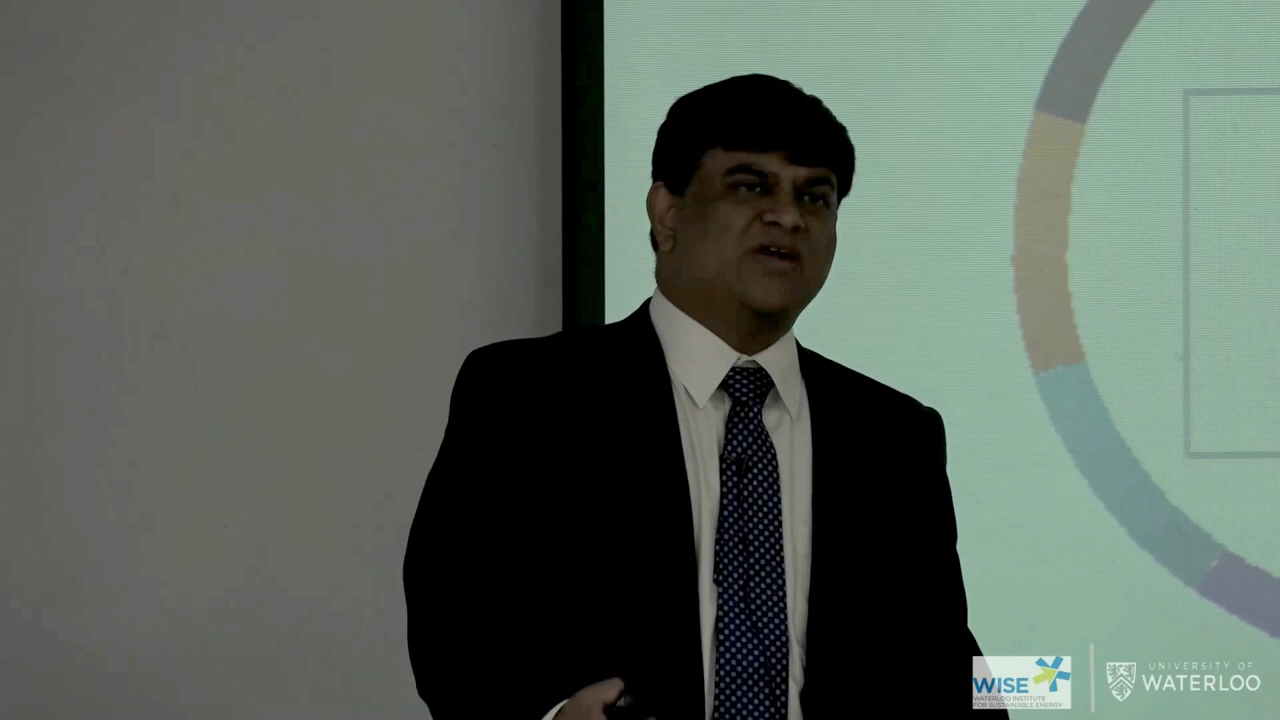 WISE
WATERLOO INSTITUTE
FOR SUSTAINABLE ENERGY
UNIVERSITY OF
WATERLOO